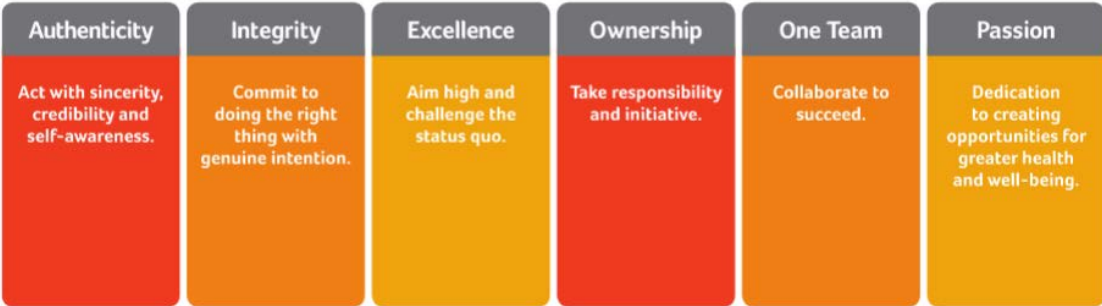 Authenticity
Act with sincerity,
credibility and
self-awareness.
Integrity
Commit to
doing the right
thing with
genuine intention.
Excellence
Aim high and
challenge the
status quo.
Ownership
Take responsibility
and initiative.
One Team
Collaborate to
succeed.
Passion
Dedication
to creating
opportunities for
greater health
and well-being.